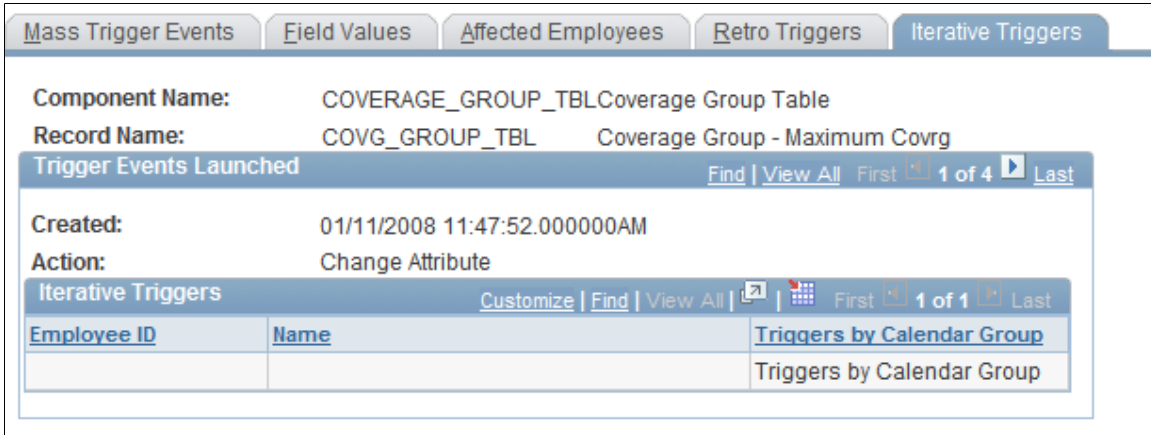 Mass Trigger Events Field Values Affected Employees Retro Triggers Iterative Triggers
Component Name: COVERAGE_GROUP_TBLCoverage Group Table
Record Name: COVG_GROUP_TBL Coverage Group - Maximum Covrg
Trigger Events Launched Find | View All First 1 of 4 Last
Created: 01/11/2008 11:47:52.000000AM
Action: Change Attribute
Iterative Triggers Customize | Find | View All | | First 1 of 1 Last
Employee ID Name Triggers by Calendar Group
Triggers by Calendar Group